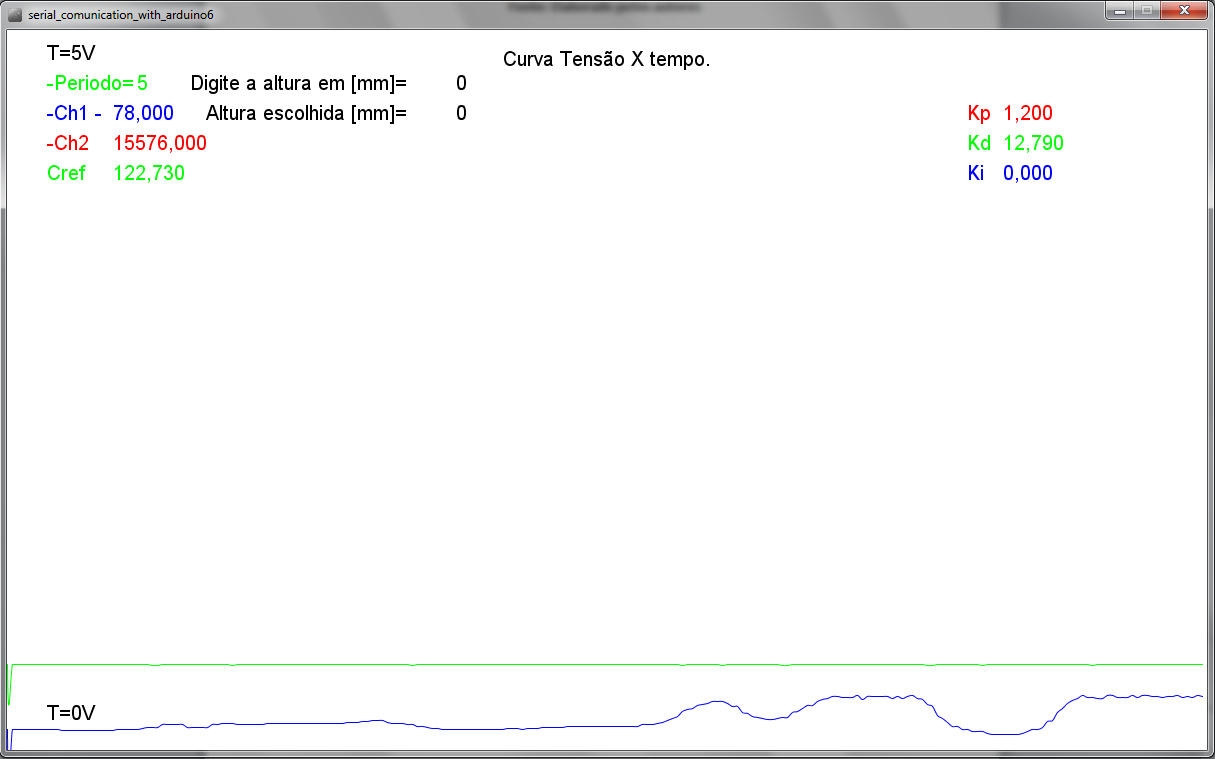 serial_comunication_with_arduino6
T=5V
Curva Tensão X tempo.
-Periodo= 5 Digite a altura em [mm]= 0
-Ch1 - 78,000 Altura escolhida [mm]= 0 Kp 1,200
-Ch2 15576,000 Kd 12,790
Cref 122,730 Ki 0,000
T=0V